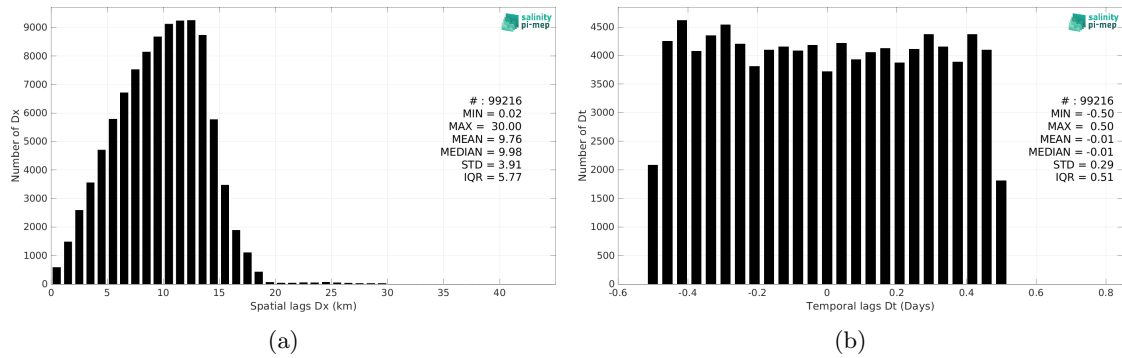 9000
8000
7000
6000
5000
4000
3000
2000
1000
0
Number of Dx
0 5 10 15 20 25 30 35 40
Spatial lags Dx (km)
salinity
pi-mep
# : 99216
MIN = 0.02
MAX = 30.00
MEAN = 9.76
MEDIAN = 9.98
STD = 3.91
IQR = 5.77
(a)
4500
4000
3500
3000
2500
2000
1500
1000
500
0
Number of Dt
-0.6 -0.4 -0.2 0 0.2 0.4 0.6 0.8
Temporal lags Dt (Days)
salinity
pi-mep
# : 99216
MIN = -0.50
MAX = 0.50
MEAN = -0.01
MEDIAN = -0.01
STD = 0.29
IQR = 0.51
(b)